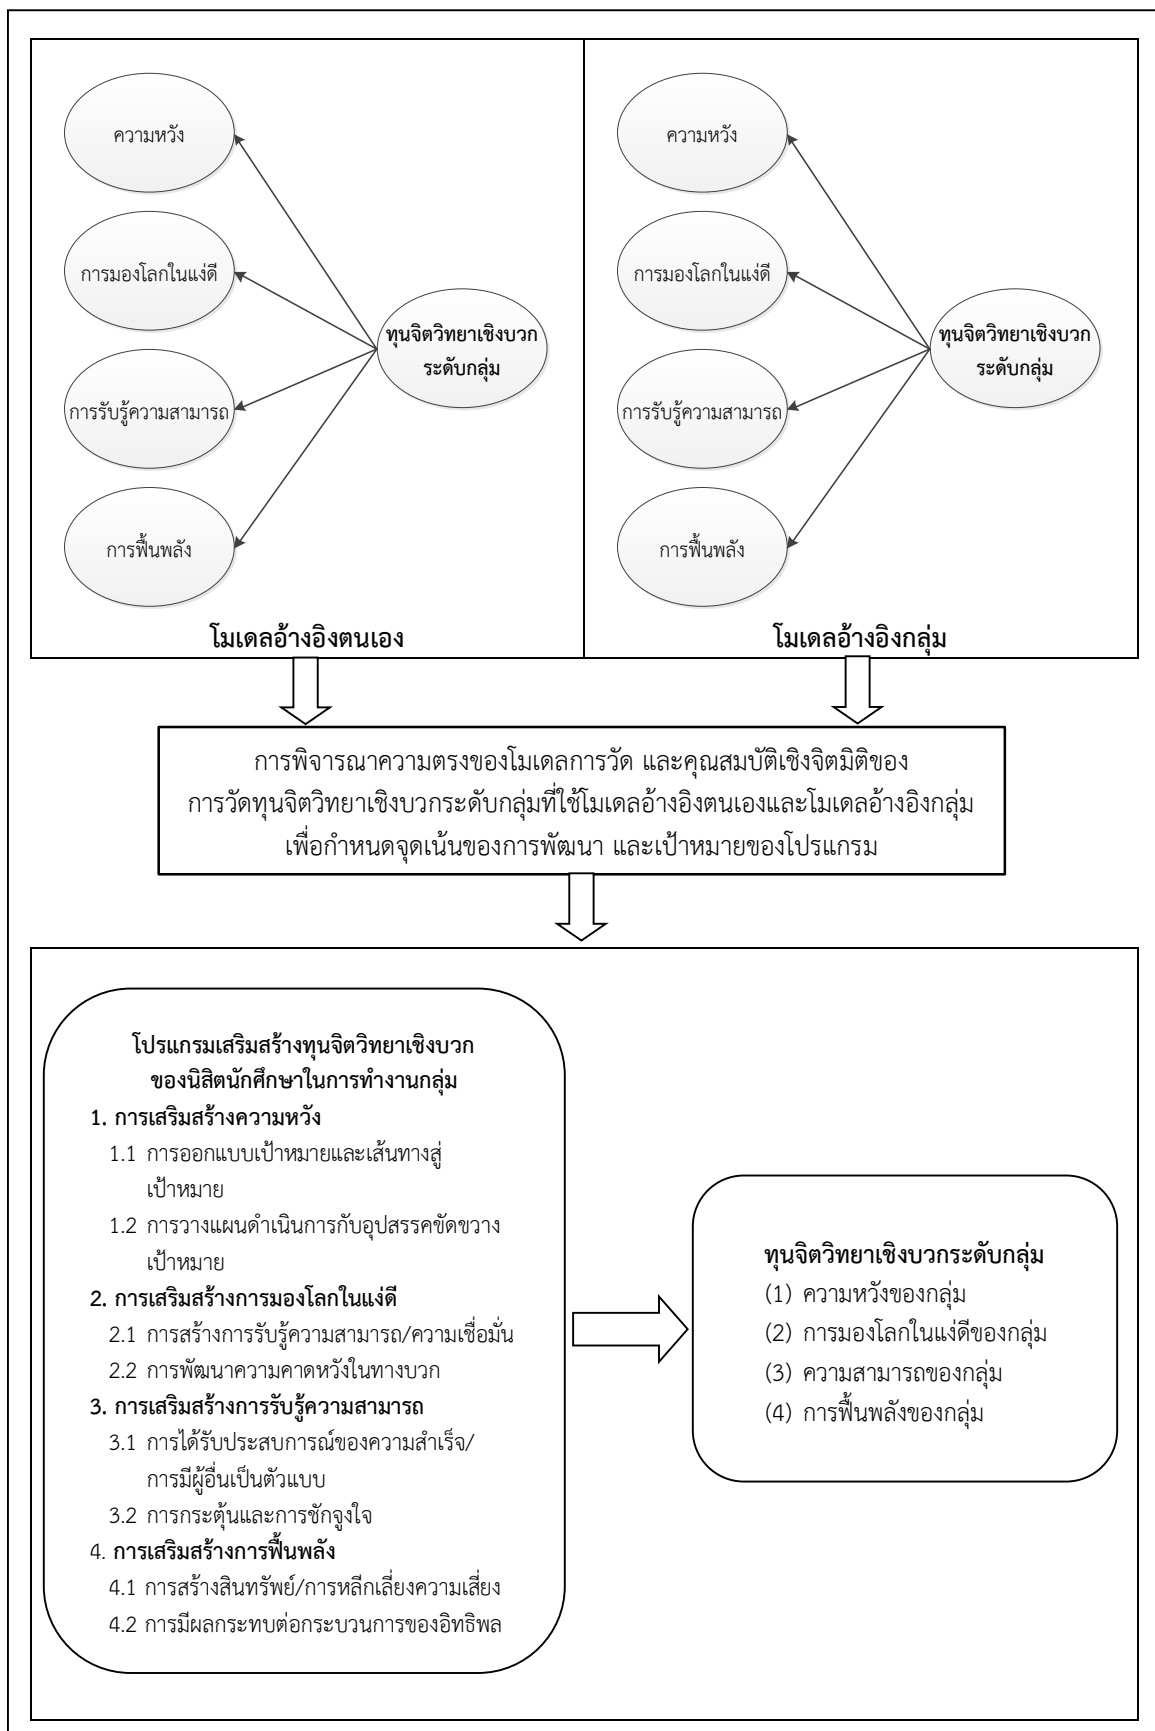 ความหวัง
การมองโลกในแง่ดี
การรับรู้ความสามารถ
การฟื้นพลัง
ทุนจิตวิทยาเชิงบวก
ระดับกลุ่ม
โมเดลอ้างอิงตนเอง
ความหวัง
การมองโลกในแง่ดี
การรับรู้ความสามารถ
การฟื้นพลัง
ทุนจิตวิทยาเชิงบวก
ระดับกลุ่ม
โมเดลอ้างอิงกลุ่ม
การพิจารณาความตรงของโมเดลการวัด และคุณสมบัติเชิงจิตมิติของ
การวัดทุนจิตวิทยาเชิงบวกระดับกลุ่มที่ใช้โมเดลอ้างอิงตนเองและโมเดลอ้างอิงกลุ่ม
เพื่อกำหนดจุดเน้นของการพัฒนา และเป้าหมายของโปรแกรม
โปรแกรมเสริมสร้างทุนจิตวิทยาเชิงบวก
ของนิสิตนักศึกษาในการทำงานกลุ่ม
1. การเสริมสร้างความหวัง
1.1 การออกแบบเป้าหมายและเส้นทางสู่
เป้าหมาย
1.2 การวางแผนดำเนินการกับอุปสรรคขัดขวาง
เป้าหมาย
2. การเสริมสร้างการมองโลกในแง่ดี
2.1 การสร้างการรับรู้ความสามารถ/ความเชื่อมั่น
2.2 การพัฒนาความคาดหวังในทางบวก
3. การเสริมสร้างการรับรู้ความสามารถ
3.1 การได้รับประสบการณ์ของความสำเร็จ/
การมีผู้อื่นเป็นตัวแบบ
3.2 การกระตุ้นและการชักจูงใจ
4. การเสริมสร้างการฟื้นพลัง
4.1 การสร้างสินทรัพย์/การหลีกเลี่ยงความเสี่ยง
4.2 การมีผลกระทบต่อกระบวนการของอิทธิพล
ทุนจิตวิทยาเชิงบวกระดับกลุ่ม
(1) ความหวังของกลุ่ม
(2) การมองโลกในแง่ดีของกลุ่ม
(3) ความสามารถของกลุ่ม
(4) การฟื้นพลังของกลุ่ม